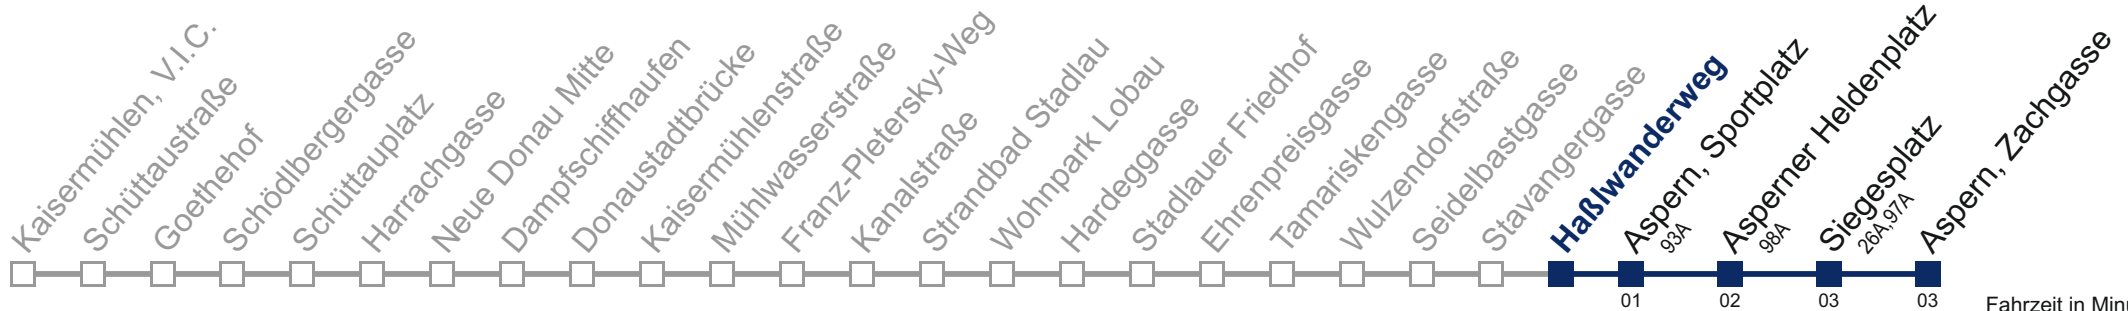 Kaisermühlen, V.I.C.
Schüttaustraße
Goethehof
Schödlbergergasse
Schüttauplatz
Harrachgasse
Neue Donau Mitte
Dampfschiffhaufen
Donaustadtbrücke
Kaisermühlenstraße
Mühlwasserstraße
Franz-Pletersky-Weg
Kanalstraße
Strandbad Stadlau
Wohnpark Lobau
Hardeggasse
Stadlauer Friedhof
Ehrenpreisgasse
Tamariskengasse
Wulzendorfstraße
Seidelbastgasse
Stavangergasse
Haßlwanderweg
Aspern, Sportplatz
93A
Asperner Heldenplatz
98A
Siegesplatz
26A,97A
Aspern, Zachgasse
01
02
03
03
Fahrzeit in